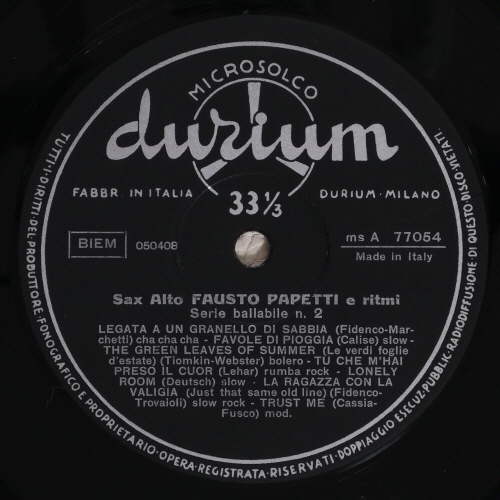 MICROSOLCO
durium
FABBR. IN ITALIA
DURIUM - MILANO
33 1/3
BIEM
050408
ms A 77054
Made in Italy
Sax Alto FAUSTO PAPETTI e ritmi
Serie ballabile n. 2
LEGATA A UN GRANELLO DI SABBIA (Fidenco-Mar-
chetti) cha cha cha - FAVOLE DI PIOGGIA (Calise) slow -
THE GREEN LEAVES OF SUMMER (Le verdi foglie
d'estate) (Tiomkin-Webster) bolero - TU CHE M'HAI
PRESO IL CUOR (Lehar) rumba rock - LONELY
ROOM (Deutsch) slow - LA RAGAZZA CON LA
VALIGIA (Just that same old line) (Fidenco-
Trovaioli) slow rock - TRUST ME (Cassia-
Fusco) mod.
TUTTI·I·DIRITTI·DEL·PRODUTTORE·FONOGRAFICO·E·PROPRIETARIO·OPERA·REGISTRATA·RISERVATI·DOPPIAGGIO·ESECUZ·PUBBLIC·RADIODIFFUSIONE·DI·QUESTO·DISCO·VIETATI·